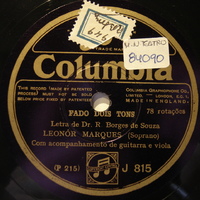 M.N. TEATRO
84090
Columbia
THIS RECORD (MADE BY PATENTED
PROCESS) MUST NOT BE SOLD
BELOW PRICE FIXED BY PATENTEES
COLUMBIA GRAPHOPHONE CO.
LIMITED LONDON, E.C.1
MADE IN ENGLAND.
FADO DOIS TONS 78 rotações
Letra de Dr. R Borges de Souza
LEONÓR MARQUES (Soprano)
Com acompanhamento de guitarra e viola
(P 215) J 815